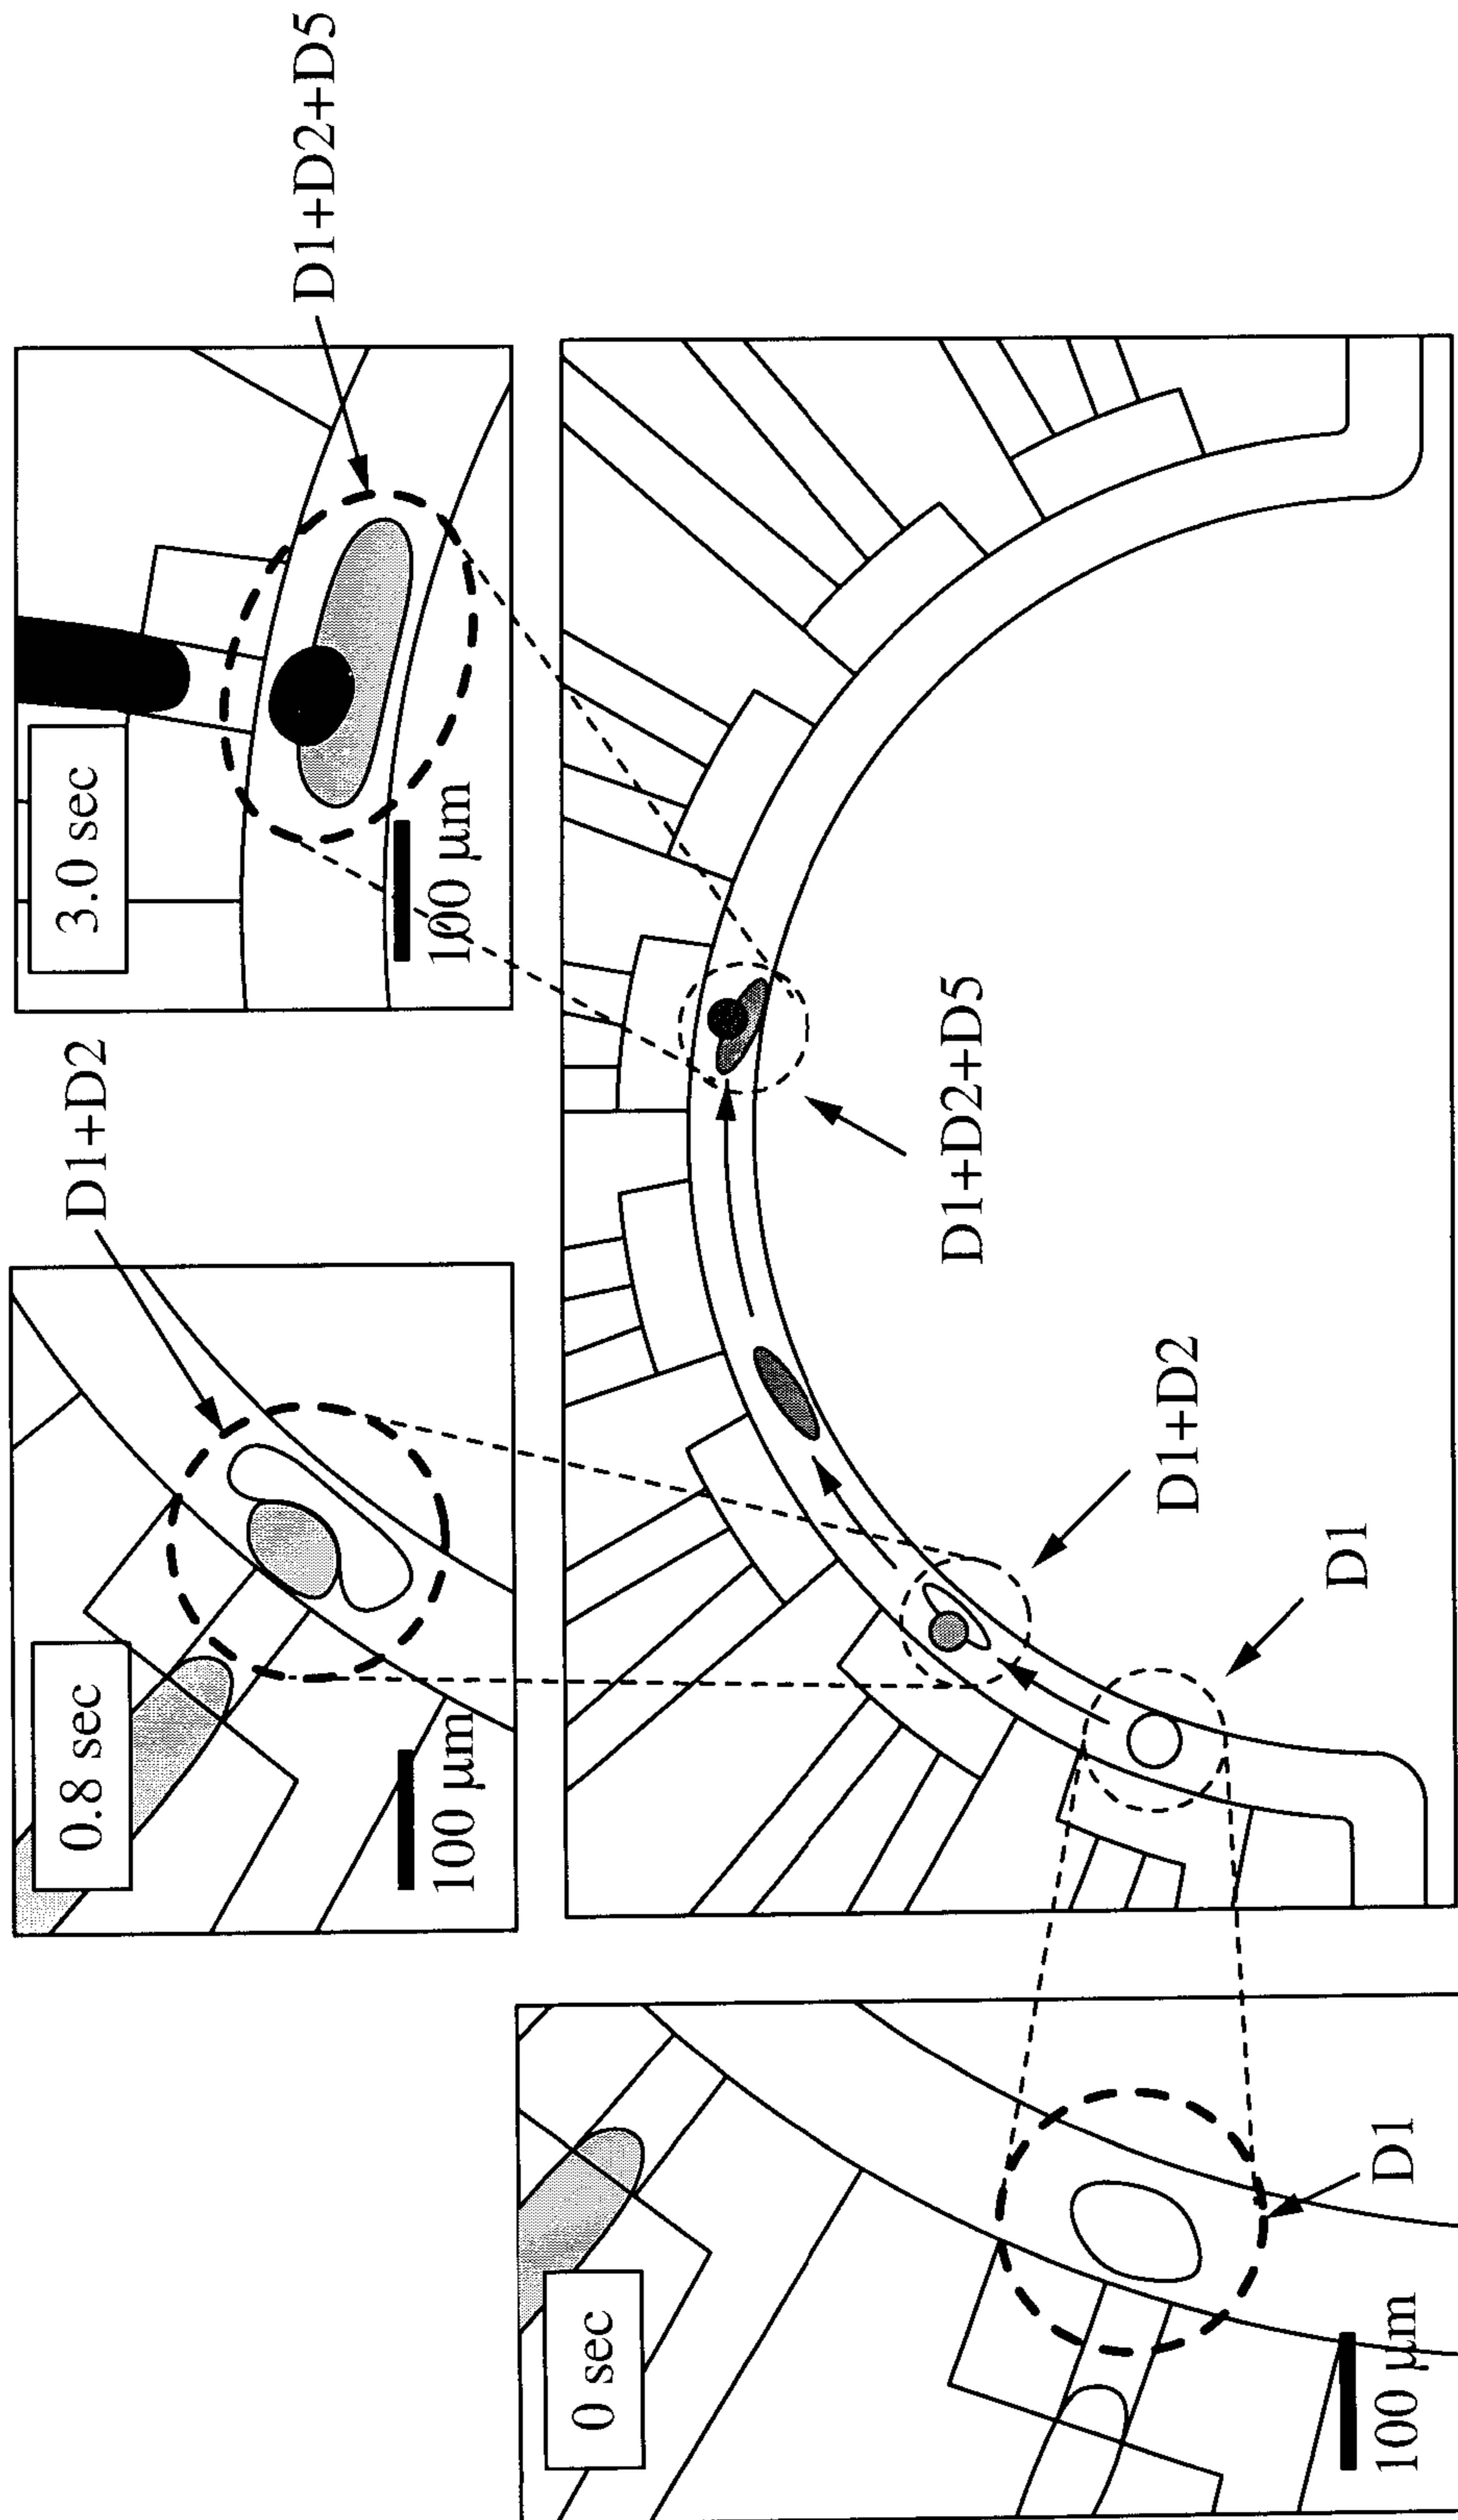 0 sec
100 μm
D1
0.8 sec
100 μm
D1+D2
3.0 sec
100 μm
D1+D2+D5
D1
D1+D2
D1+D2+D5